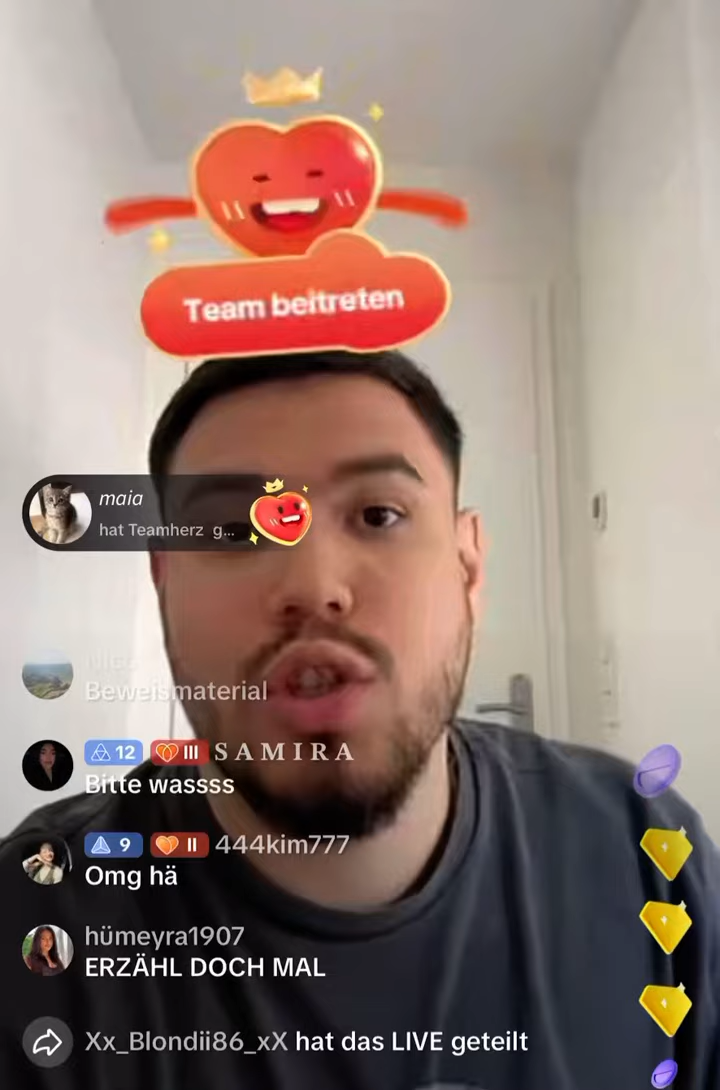 Team beitreten
maia
hat Teamherz g...
Beweismaterial
12 III SAMIRA
Bitte wassss
9 II 444kim777
Omg hä
hümeyra1907
ERZÄHL DOCH MAL
Xx_Blondii86_xX hat das LIVE geteilt